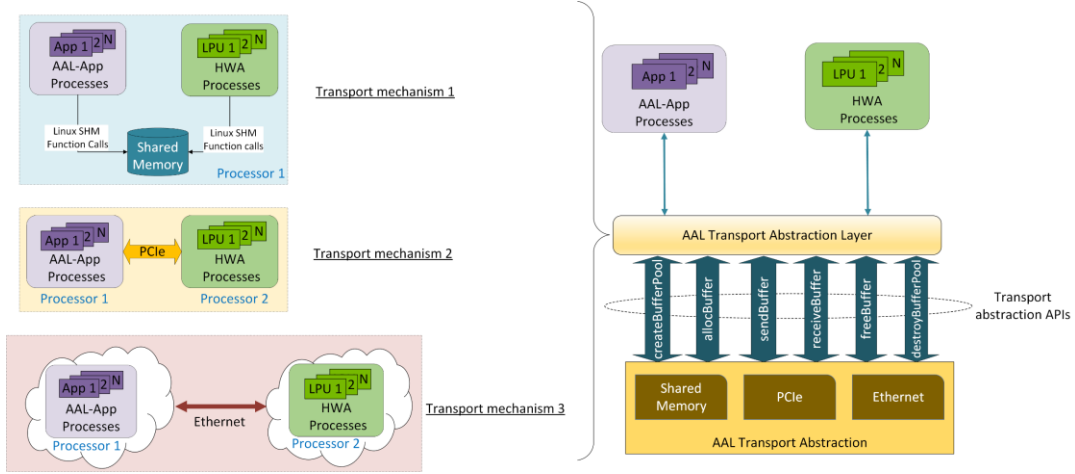 App 1 2 N
AAL-App
Processes
LPU 1 2 N
HWA
Processes
Linux SHM
Function Calls
Linux SHM
Function calls
Shared
Memory
Processor 1
Transport mechanism 1
App 1 2 N
AAL-App
Processes
Processor 1
PCIe
LPU 1 2 N
HWA
Processes
Processor 2
Transport mechanism 2
App 1 2 N
AAL-App
Processes
Processor 1
Ethernet
LPU 1 2 N
HWA
Processes
Processor 2
Transport mechanism 3
App 1 2 N
AAL-App
Processes
LPU 1 2 N
HWA
Processes
AAL Transport Abstraction Layer
createBufferPool
allocBuffer
sendBuffer
receiveBuffer
freeBuffer
destroyBufferPool
Transport
abstraction APIs
Shared
Memory
PCIe
Ethernet
AAL Transport Abstraction